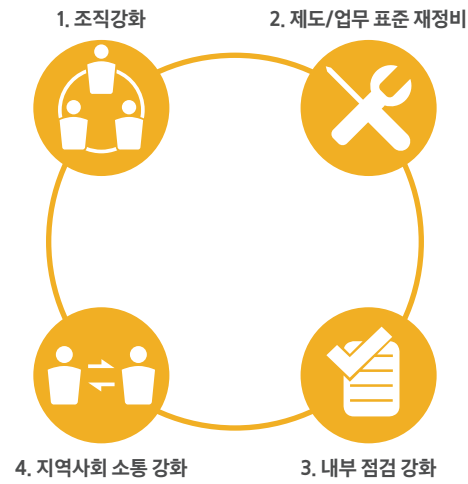 1. 조직강화
2. 제도/업무 표준 재정비
4. 지역사회 소통 강화
3. 내부 점검 강화